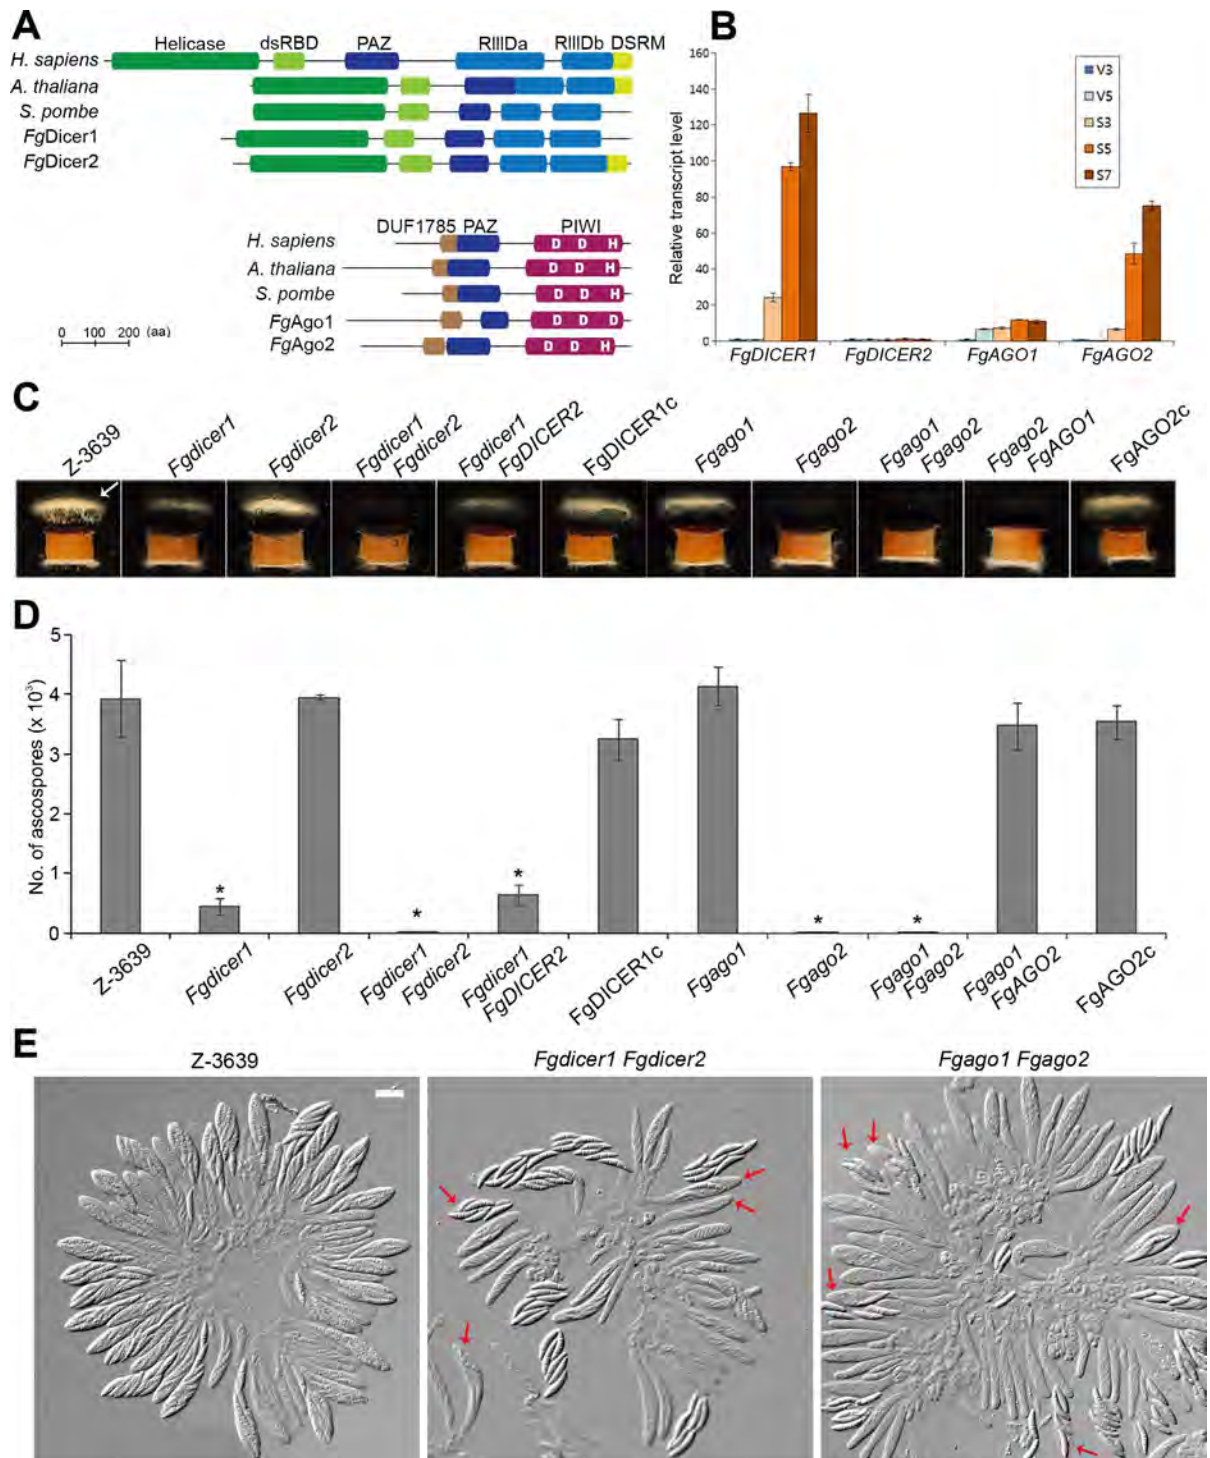 A
Helicase dsRBD PAZ RIIIDa RIIIDb DSRM
H. sapiens
A. thaliana
S. pombe
FgDicer1
FgDicer2
DUF1785 PAZ PIWI
H. sapiens D D H
A. thaliana D D H
S. pombe D D H
FgAgo1 D D D
FgAgo2 D D H
0 100 200 (aa)
B
Relative transcript level
160
140
120
100
80
60
40
20
0
V3
V5
S3
S5
S7
FgDICER1 FgDICER2 FgAGO1 FgAGO2
C
Z-3639
Fgdicer1
Fgdicer2
Fgdicer1
Fgdicer2
Fgdicer1
FgDICER2
FgDICER1c
Fgago1
Fgago2
Fgago1
Fgago2
Fgago2
FgAGO1
FgAGO2c
D
No. of ascospores (x 10³)
5
4
3
2
1
0
* * * * *
Z-3639
Fgdicer1
Fgdicer2
Fgdicer1
Fgdicer2
Fgdicer1
FgDICER2
FgDICER1c
Fgago1
Fgago2
Fgago1
Fgago2
Fgago1
FgAGO2
FgAGO2c
E
Z-3639 Fgdicer1 Fgdicer2 Fgago1 Fgago2